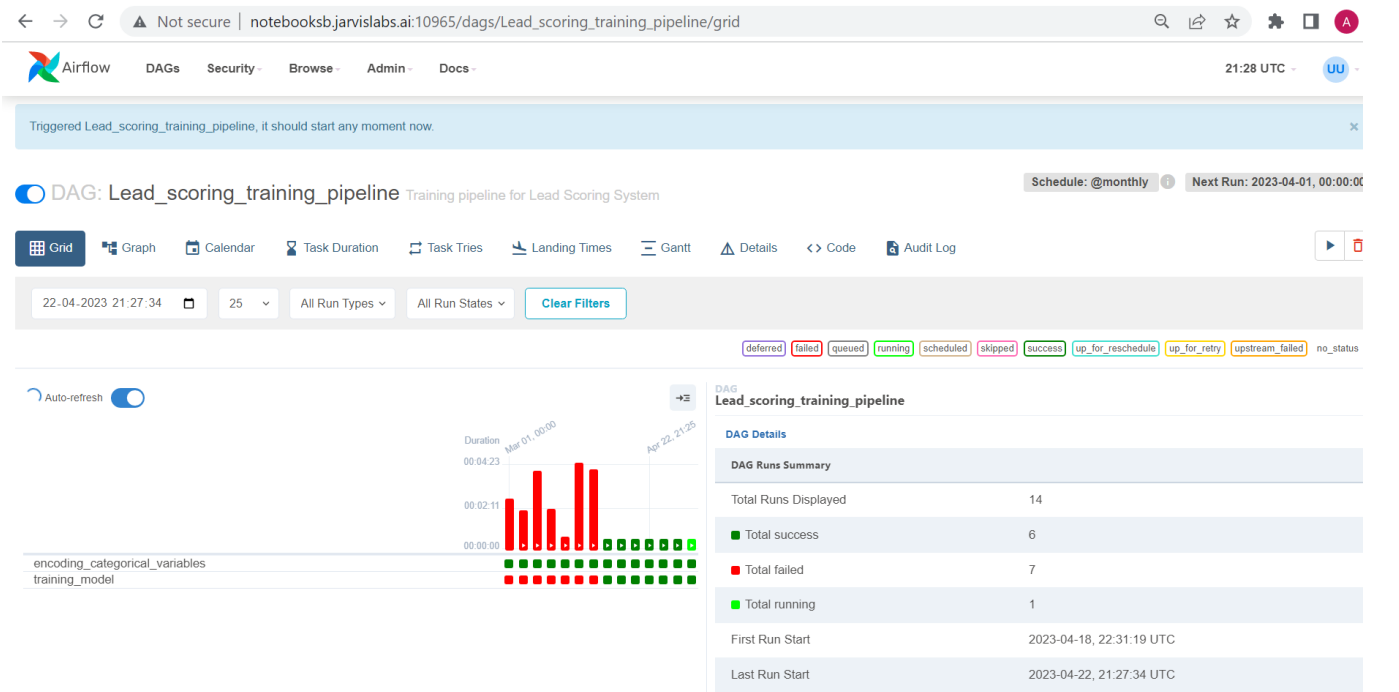 Not secure | notebooksb.jarvislabs.ai:10965/dags/Lead_scoring_training_pipeline/grid A
Airflow DAGs Security Browse Admin Docs 21:28 UTC UU
Triggered Lead_scoring_training_pipeline, it should start any moment now. ×
DAG: Lead_scoring_training_pipeline Training pipeline for Lead Scoring System Schedule: @monthly i Next Run: 2023-04-01, 00:00:00
Grid Graph Calendar Task Duration Task Tries Landing Times Gantt Details <> Code Audit Log
22-04-2023 21:27:34 25 All Run Types All Run States Clear Filters
deferred failed queued running scheduled skipped success up_for_reschedule up_for_retry upstream_failed no_status
Auto-refresh
Duration Mar 01, 00:00 Apr 22, 21:25
00:04:23
00:02:11
00:00:00
encoding_categorical_variables
training_model
DAG
Lead_scoring_training_pipeline
DAG Details
DAG Runs Summary
Total Runs Displayed 14
Total success 6
Total failed 7
Total running 1
First Run Start 2023-04-18, 22:31:19 UTC
Last Run Start 2023-04-22, 21:27:34 UTC